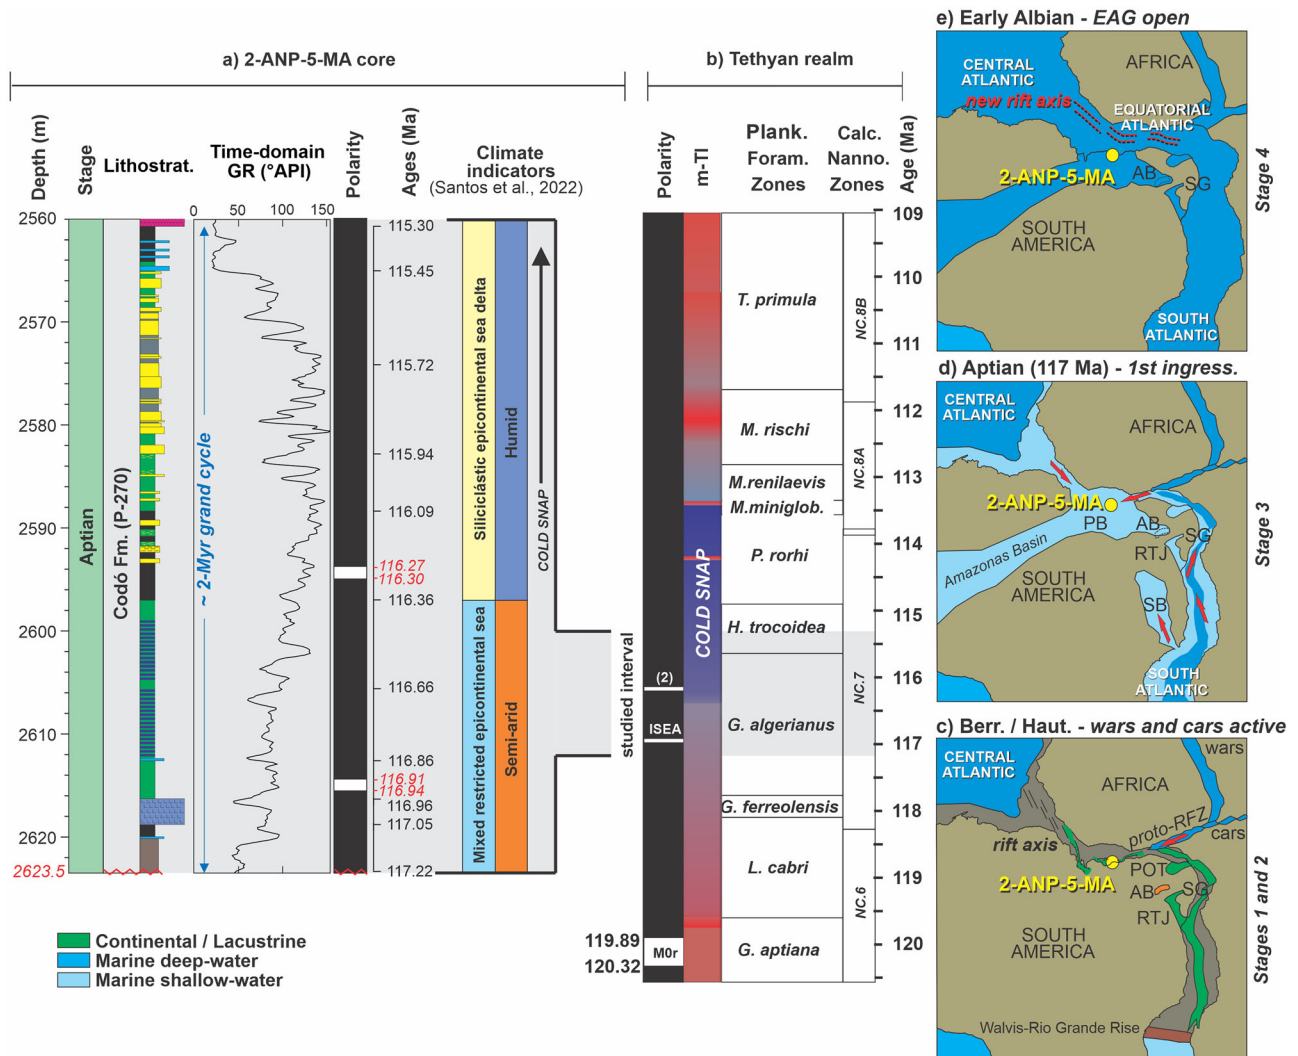 a) 2-ANP-5-MA core
Depth (m)
Stage
Lithostrat.
Time-domain
GR (°API)
Polarity
Ages (Ma)
Climate
indicators
(Santos et al., 2022)
0
50
100
150
2560
2570
2580
2590
2600
2610
2620
2623.5
Aptian
Codó Fm. (P-270)
~ 2-Myr grand cycle
115.30
115.45
115.72
115.94
116.09
116.27
116.30
116.36
116.66
116.86
116.91
116.94
116.96
117.05
117.22
Siliciclastic epicontinental sea delta
Mixed restricted epicontinental sea
Humid
Semi-arid
COLD SNAP
studied interval
Continental / Lacustrine
Marine deep-water
Marine shallow-water
b) Tethyan realm
Polarity
m-TI
Plank.
Foram.
Zones
Calc.
Nanno.
Zones
Age (Ma)
(2)
ISEA
M0r
119.89
120.32
COLD SNAP
T. primula
M. rischi
M.renilaevis
M.miniglob.
P. rorhi
H. trocoidea
G. algerianus
G. ferreolensis
L. cabri
G. aptiana
NC.8B
NC.8A
NC.7
NC.6
109
110
111
112
113
114
115
116
117
118
119
120
e) Early Albian - EAG open
CENTRAL
ATLANTIC
AFRICA
new rift axis
EQUATORIAL
ATLANTIC
2-ANP-5-MA
AB
SG
SOUTH
AMERICA
SOUTH
ATLANTIC
Stage 4
d) Aptian (117 Ma) - 1st ingress.
CENTRAL
ATLANTIC
AFRICA
2-ANP-5-MA
PB
AB
SG
RTJ
Amazonas Basin
SOUTH
AMERICA
SB
SOUTH
ATLANTIC
Stage 3
c) Berr. / Haut. - wars and cars active
CENTRAL
ATLANTIC
wars
AFRICA
proto-RFZ
cars
rift axis
POT
2-ANP-5-MA
AB
SG
RTJ
SOUTH
AMERICA
Walvis-Rio Grande Rise
Stages 1 and 2